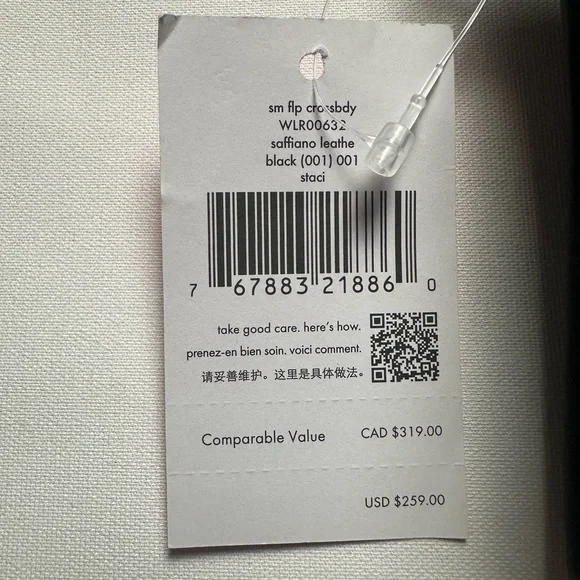 sm flp crossbdy
WLR00632
saffiano leathe
black (001) 001
staci
7 67883 21886 0
take good care. here's how.
prenez-en bien soin. voici comment.
请妥善维护。这里是具体做法。
Comparable Value CAD $319.00
USD $259.00